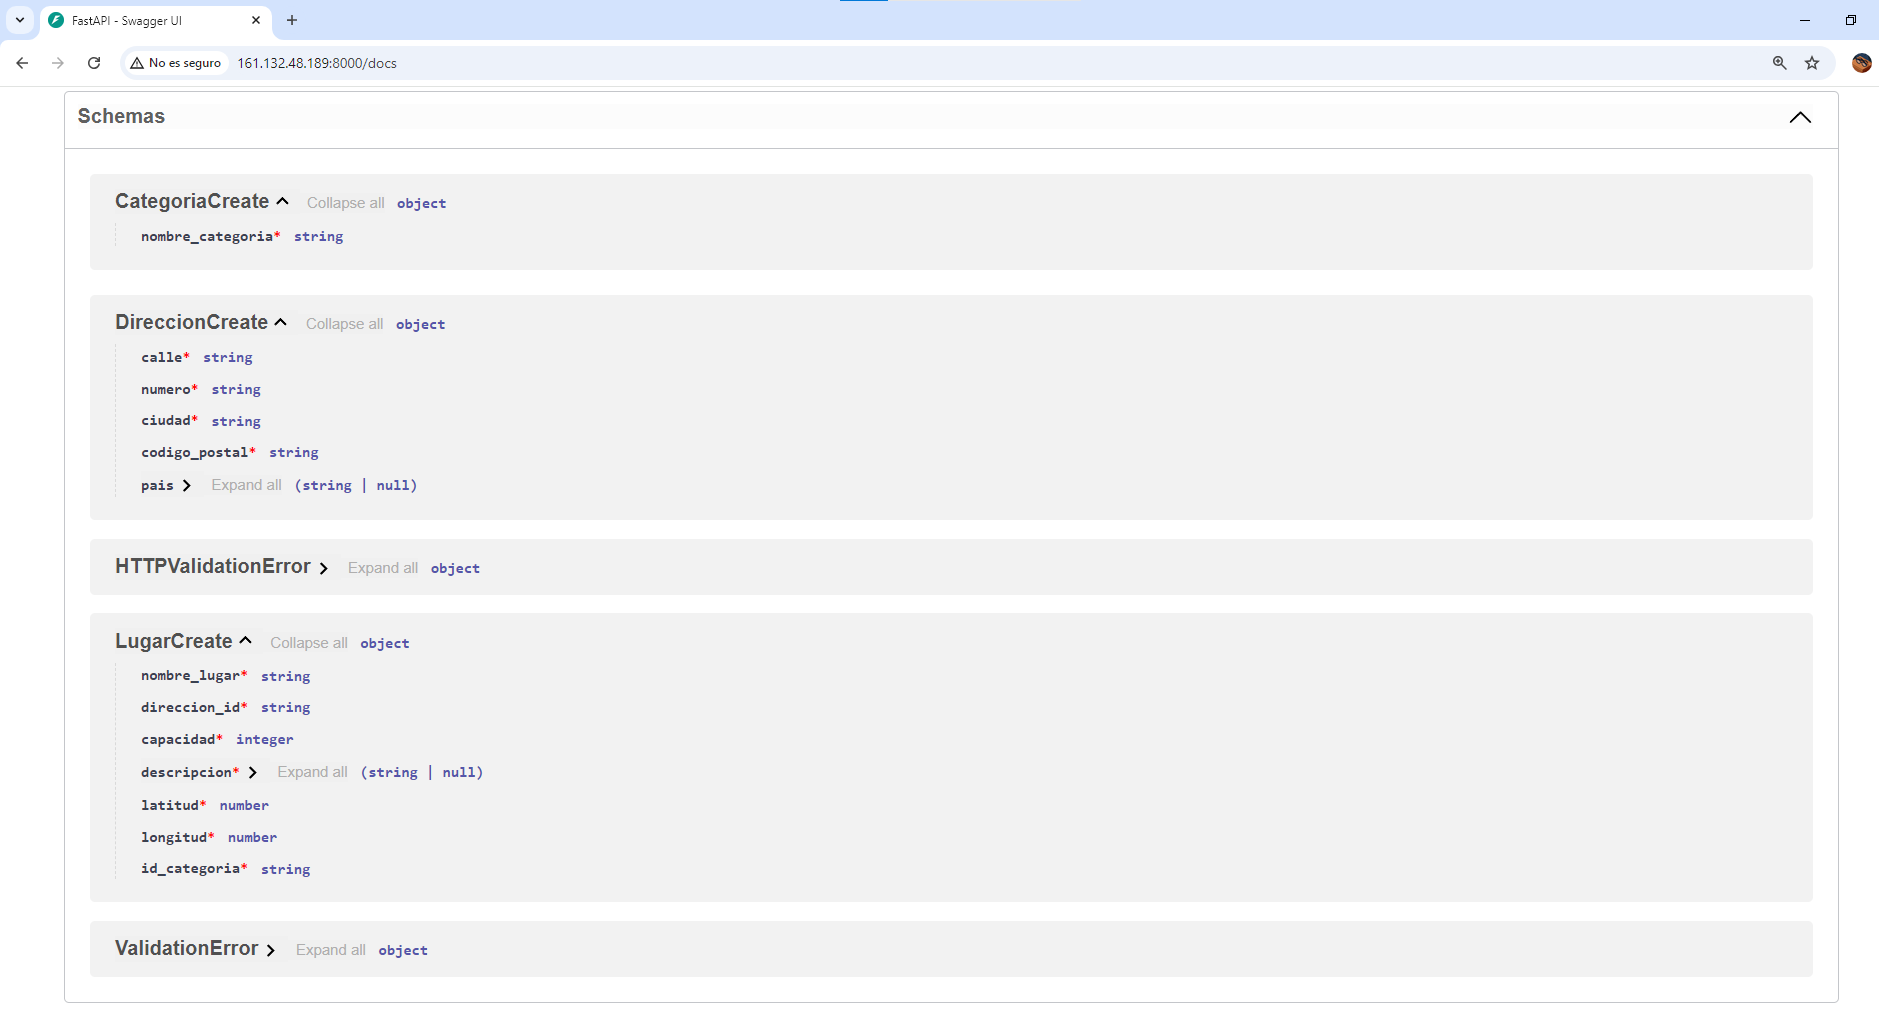 FastAPI - Swagger UI
No es seguro 161.132.48.189:8000/docs
Schemas
CategoriaCreate Collapse all object
nombre_categoria* string
DireccionCreate Collapse all object
calle* string
numero* string
ciudad* string
codigo_postal* string
pais Expand all (string | null)
HTTPValidationError Expand all object
LugarCreate Collapse all object
nombre_lugar* string
direccion_id* string
capacidad* integer
descripcion* Expand all (string | null)
latitud* number
longitud* number
id_categoria* string
ValidationError Expand all object